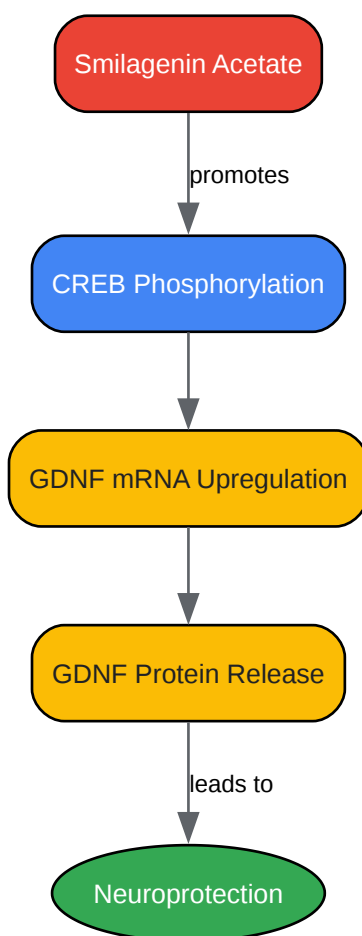 Smilagenin Acetate
promotes
CREB Phosphorylation
GDNF mRNA Upregulation
GDNF Protein Release
leads to
Neuroprotection